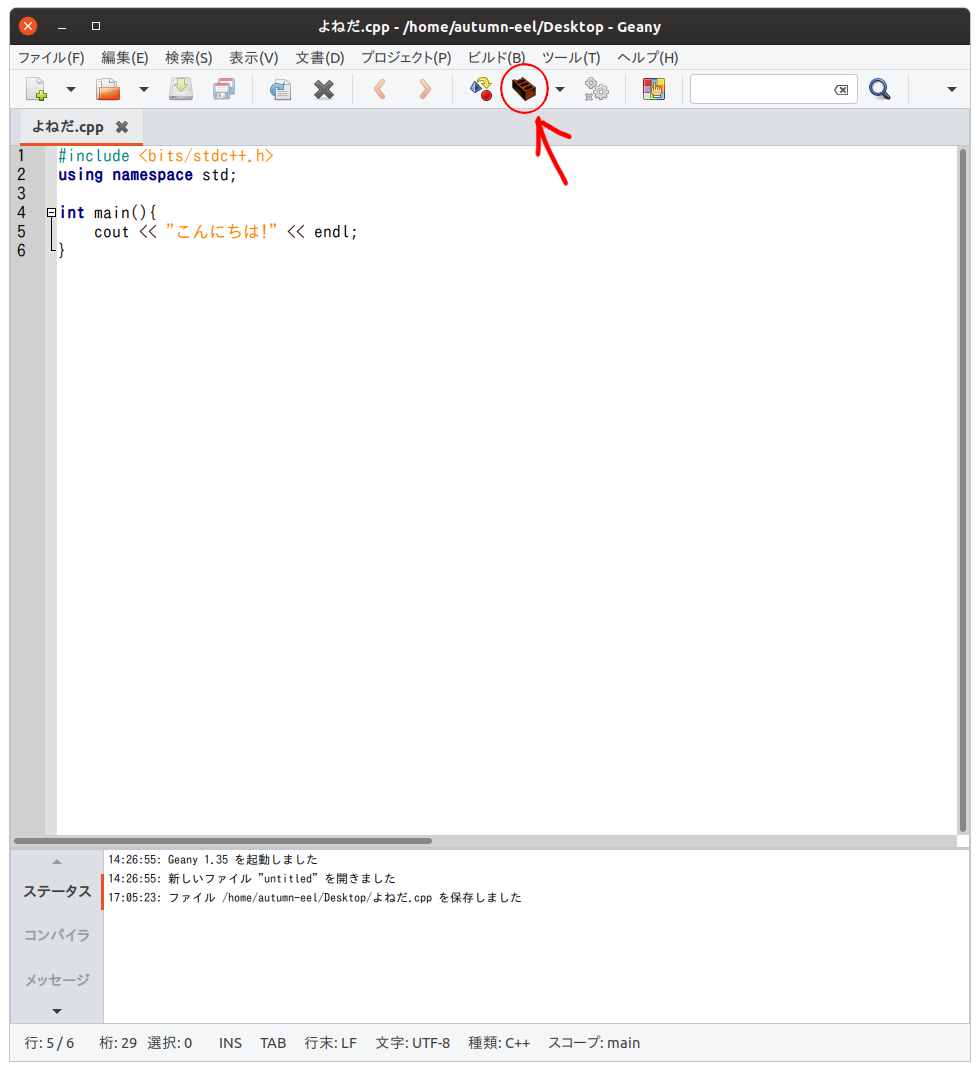 よねだ.cpp - /home/autumn-eel/Desktop - Geany
ファイル(F) 編集(E) 検索(S) 表示(V) 文書(D) プロジェクト(P) ビルド(B) ツール(T) ヘルプ(H)
よねだ.cpp
1 #include <bits/stdc++.h>
2 using namespace std;
3
4 int main(){
5     cout << "こんにちは!" << endl;
6 }
14:26:55: Geany 1.35 を起動しました
14:26:55: 新しいファイル "untitled" を開きました
ステータス
17:05:23: ファイル /home/autumn-eel/Desktop/よねだ.cpp を保存しました
コンパイラ
メッセージ
行: 5 / 6 桁: 29 選択: 0 INS TAB 行末: LF 文字: UTF-8 種類: C++ スコープ: main